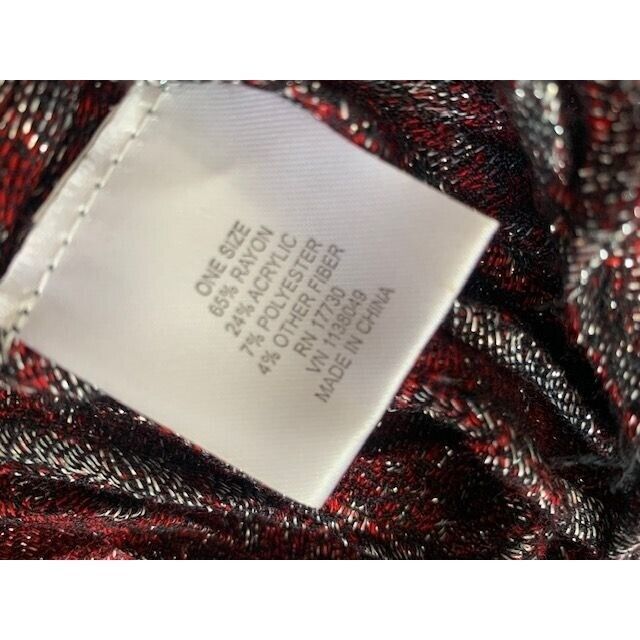 ONE SIZE
65% RAYON
24% ACRYLIC
7% POLYESTER
4% OTHER FIBER
RN 17730
VN 1138049
MADE IN CHINA